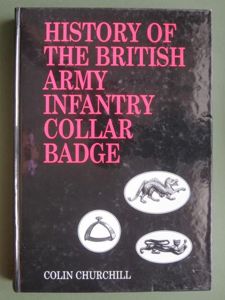 HISTORY OF
THE BRITISH
ARMY
INFANTRY
COLLAR
BADGE
COLIN CHURCHILL